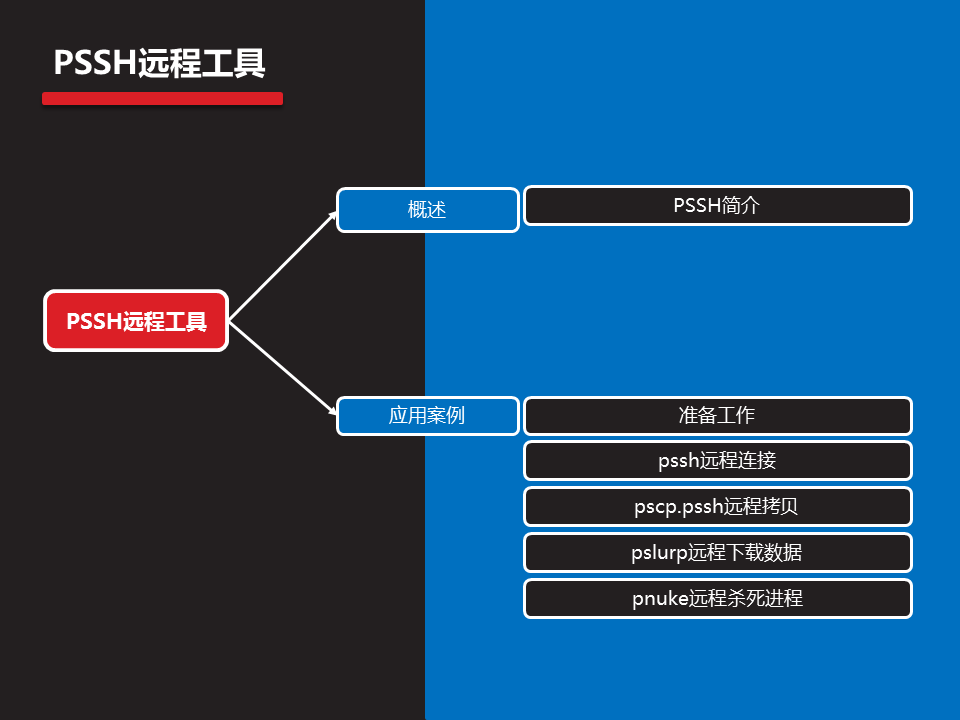 PSSH远程工具
概述
PSSH简介
PSSH远程工具
应用案例
准备工作
pssh远程连接
pscp.pssh远程拷贝
pslurp远程下载数据
pnuke远程杀死进程